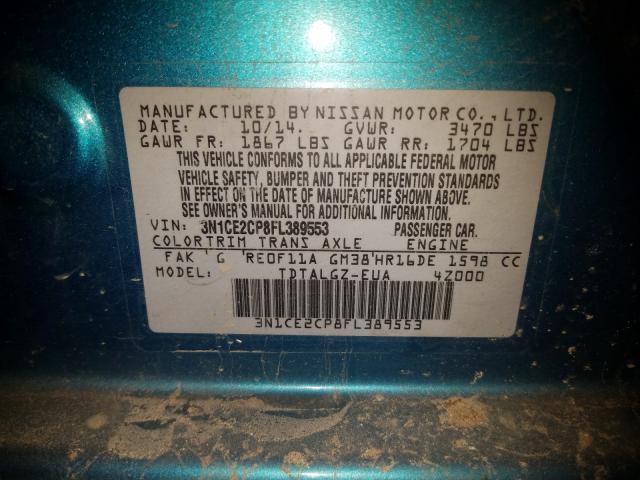 MANUFACTURED BY NISSAN MOTOR CO., LTD.
DATE: 10/14. GVWR: 3470 LBS
GAWR FR: 1867 LBS GAWR RR: 1704 LBS
THIS VEHICLE CONFORMS TO ALL APPLICABLE FEDERAL MOTOR
VEHICLE SAFETY, BUMPER AND THEFT PREVENTION STANDARDS
IN EFFECT ON THE DATE OF MANUFACTURE SHOWN ABOVE.
SEE OWNER'S MANUAL FOR ADDITIONAL INFORMATION.
VIN: 3N1CE2CP8FL389553 PASSENGER CAR.
COLORTRIM TRANS AXLE ENGINE
FAK ' G 'RE0F11A GM38'HR16DE 1598 CC
MODEL: TDTALGZ-EUA 4Z000
3N1CE2CP8FL389553